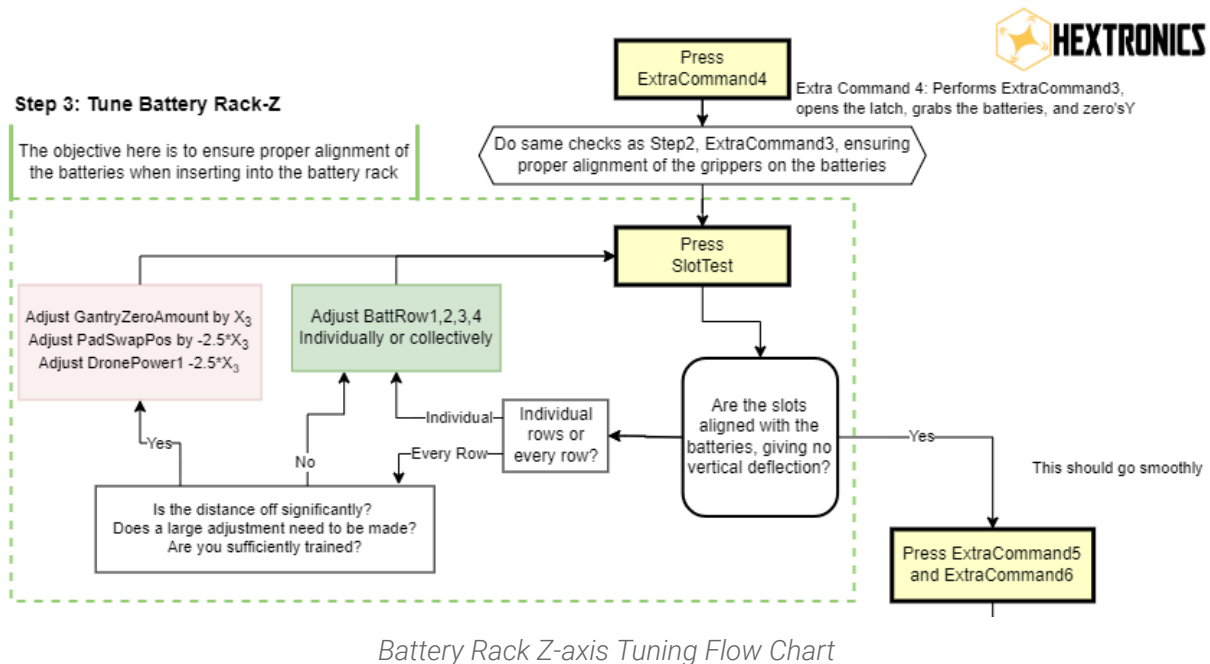 HEXTRONICS
Press
ExtraCommand4
Extra Command 4: Performs ExtraCommand3,
opens the latch, grabs the batteries, and zero'sY
Step 3: Tune Battery Rack-Z
The objective here is to ensure proper alignment of
the batteries when inserting into the battery rack
Do same checks as Step2, ExtraCommand3, ensuring
proper alignment of the grippers on the batteries
Press
SlotTest
Adjust GantryZeroAmount by X₃
Adjust PadSwapPos by -2.5*X₃
Adjust DronePower1 -2.5*X₃
Adjust BattRow1,2,3,4
Individually or collectively
Are the slots
aligned with the
batteries, giving no
vertical deflection?
Individual
rows or
every row?
Individual
Every Row
Yes
No
Yes
Is the distance off significantly?
Does a large adjustment need to be made?
Are you sufficiently trained?
This should go smoothly
Press ExtraCommand5
and ExtraCommand6
Battery Rack Z-axis Tuning Flow Chart